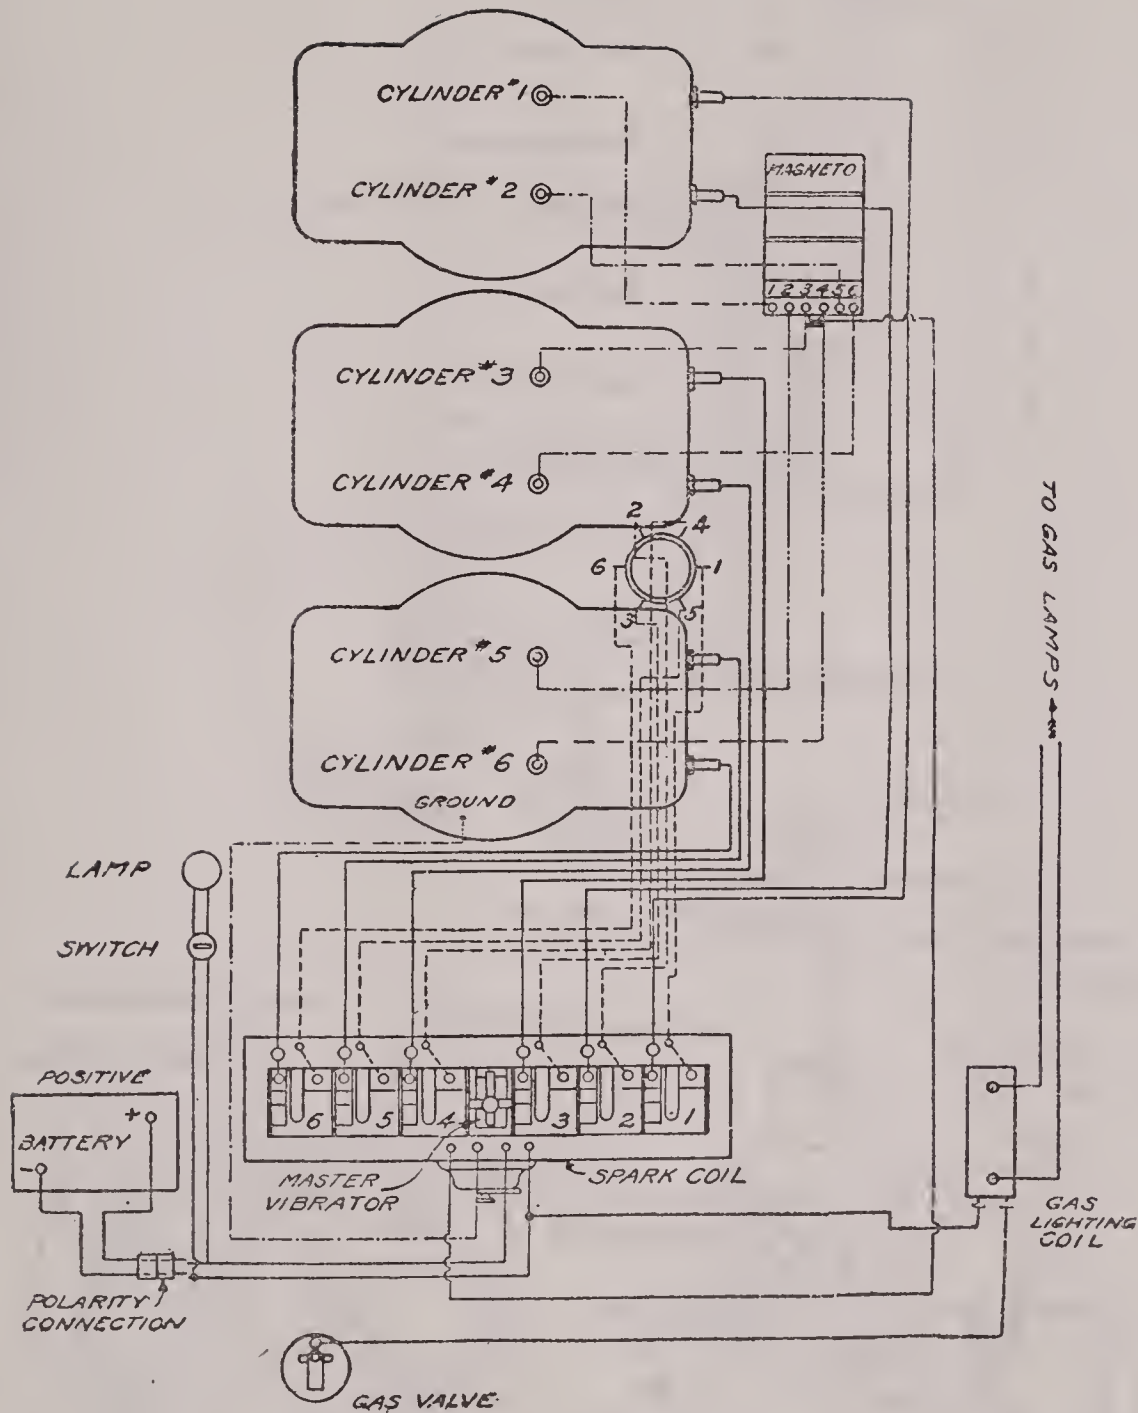 CYLINDER #1
CYLINDER #2
MAGNETO
1 2 3 4 5 6
CYLINDER #3
CYLINDER #4
2 4
6 1
3 5
TO GAS LAMPS
CYLINDER #5
CYLINDER #6
GROUND
LAMP
SWITCH
POSITIVE
+
BATTERY
-
6 5 4 3 2 1
MASTER
VIBRATOR
SPARK COIL
GAS
LIGHTING
COIL
POLARITY
CONNECTION
GAS VALVE